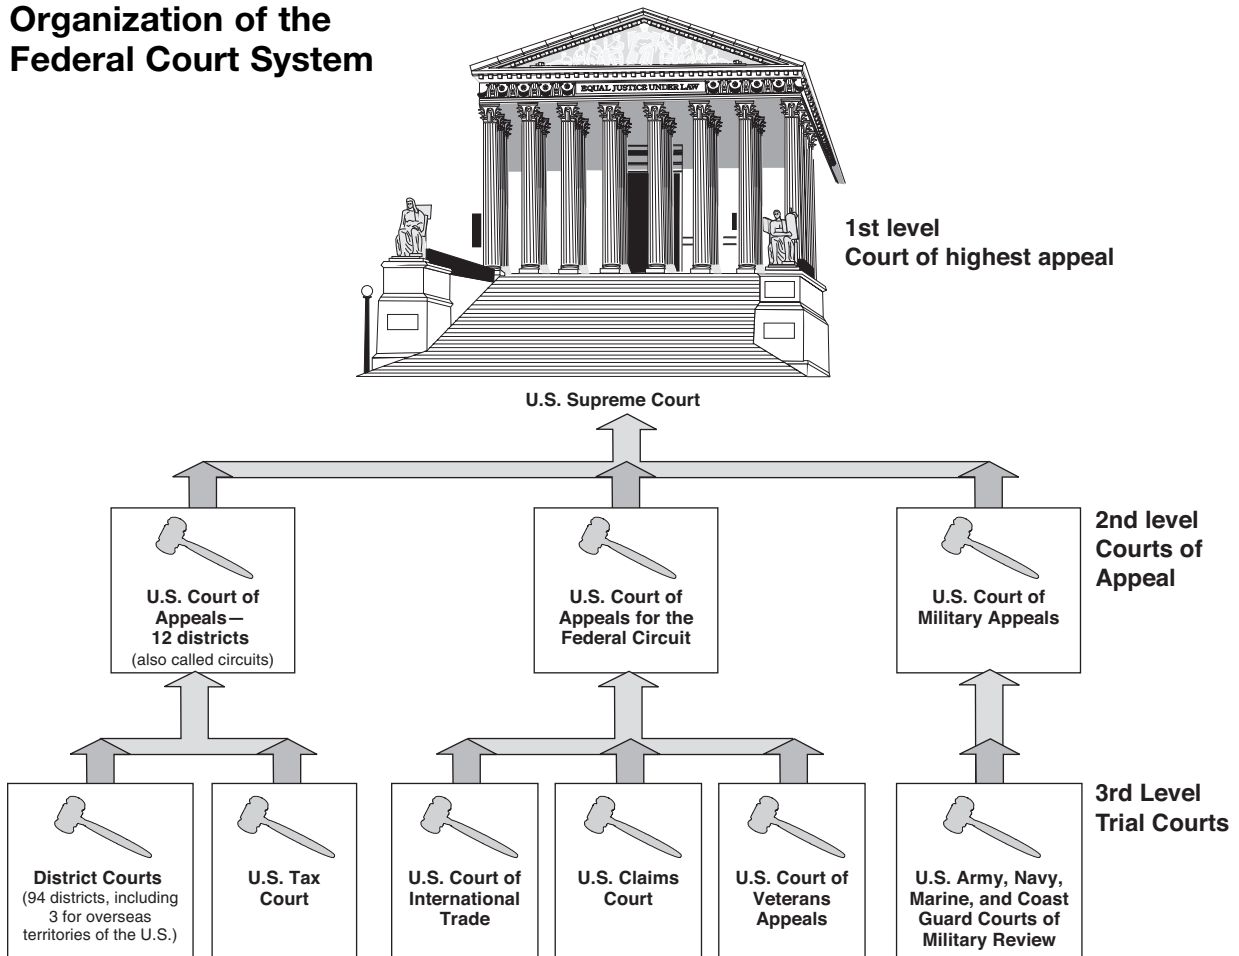 Organization of the
Federal Court System
EQUAL JUSTICE UNDER LAW
1st level
Court of highest appeal
U.S. Supreme Court
U.S. Court of
Appeals—
12 districts
(also called circuits)
U.S. Court of
Appeals for the
Federal Circuit
U.S. Court of
Military Appeals
2nd level
Courts of
Appeal
District Courts
(94 districts, including
3 for overseas
territories of the U.S.)
U.S. Tax
Court
U.S. Court of
International
Trade
U.S. Claims
Court
U.S. Court of
Veterans
Appeals
U.S. Army, Navy,
Marine, and Coast
Guard Courts of
Military Review
3rd Level
Trial Courts